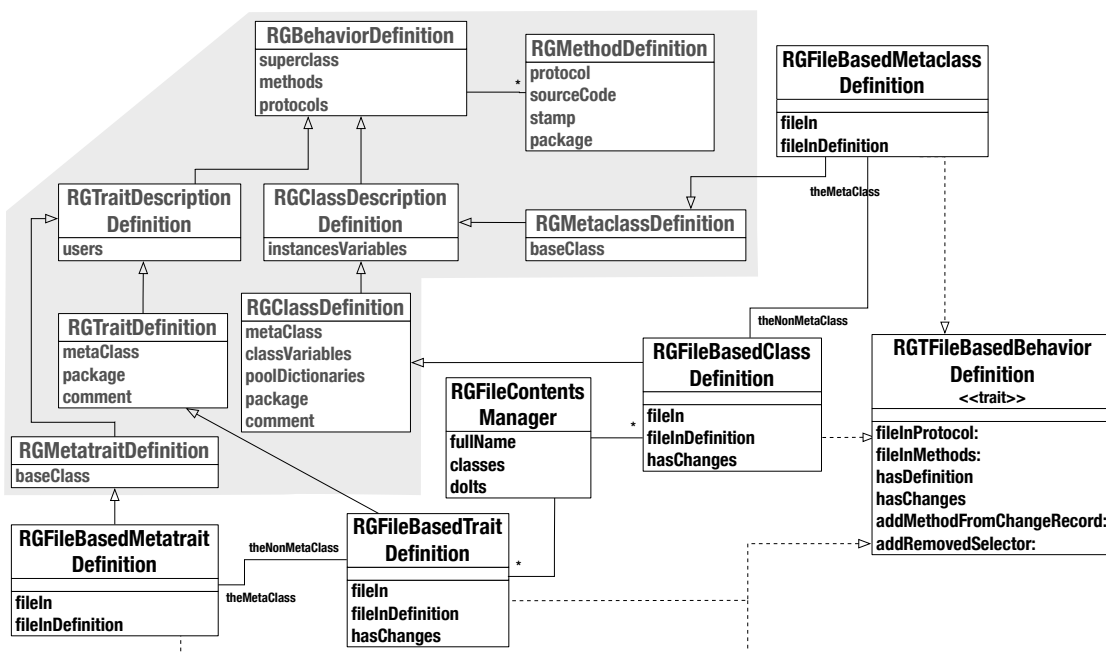 RGBehaviorDefinition
superclass
methods
protocols
*
RGMethodDefinition
protocol
sourceCode
stamp
package
RGFileBasedMetaclass
Definition
fileIn
fileInDefinition
theMetaClass
RGTraitDescription
Definition
users
RGClassDescription
Definition
instancesVariables
RGMetaclassDefinition
baseClass
RGTraitDefinition
metaClass
package
comment
RGClassDefinition
metaClass
classVariables
poolDictionaries
package
comment
theNonMetaClass
RGFileBasedClass
Definition
fileIn
fileInDefinition
hasChanges
RGTFileBasedBehavior
Definition
<<trait>>
fileInProtocol:
fileInMethods:
hasDefinition
hasChanges
addMethodFromChangeRecord:
addRemovedSelector:
RGFileContents
Manager
fullName
classes
doIts
*
RGMetatraitDefinition
baseClass
RGFileBasedMetatrait
Definition
fileIn
fileInDefinition
theNonMetaClass
theMetaClass
RGFileBasedTrait
Definition
fileIn
fileInDefinition
hasChanges
*